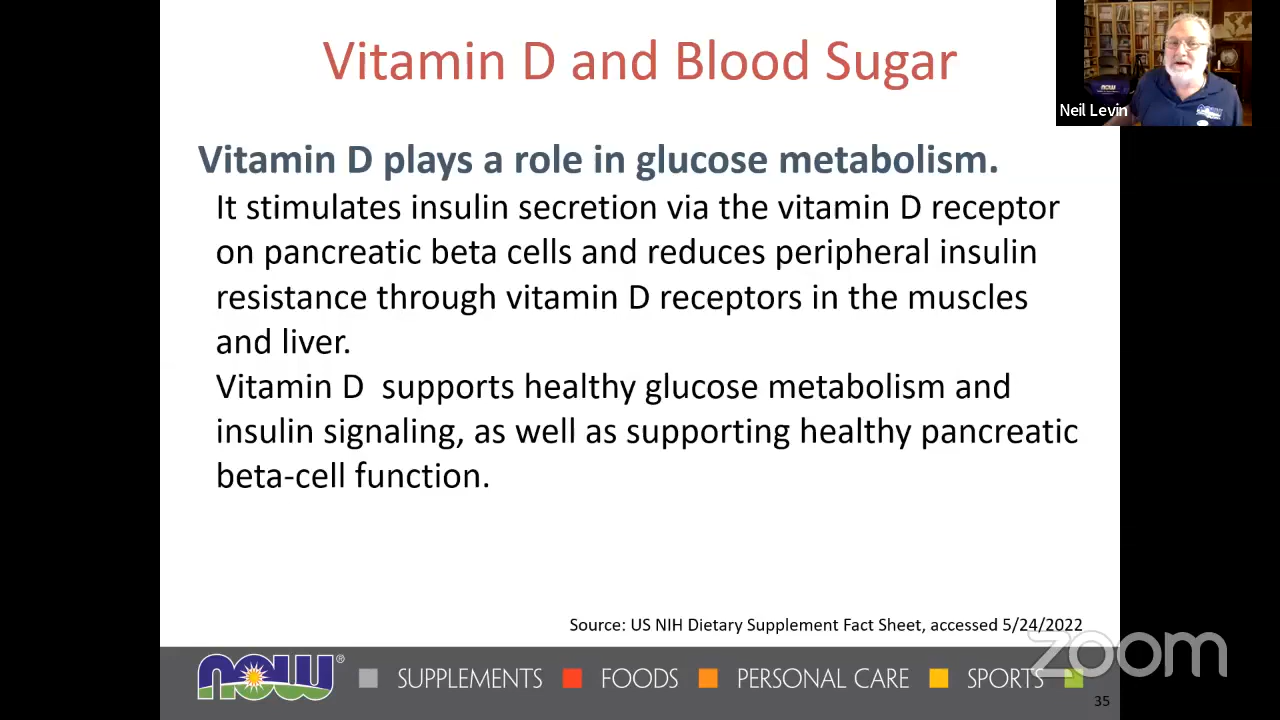 Vitamin D and Blood Sugar
Neil Levin
Vitamin D plays a role in glucose metabolism.
It stimulates insulin secretion via the vitamin D receptor
on pancreatic beta cells and reduces peripheral insulin
resistance through vitamin D receptors in the muscles
and liver.
Vitamin D  supports healthy glucose metabolism and
insulin signaling, as well as supporting healthy pancreatic
beta-cell function.
Source: US NIH Dietary Supplement Fact Sheet, accessed 5/24/2022
NOW® SUPPLEMENTS FOODS PERSONAL CARE SPORTS
zoom
35